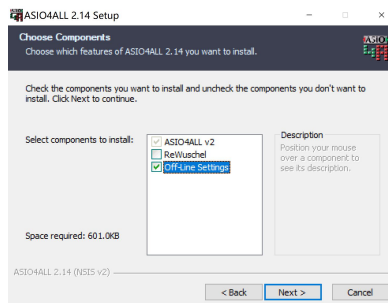 ASIO4ALL 2.14 Setup
Choose Components
Choose which features of ASIO4ALL 2.14 you want to install.
ASIO
Check the components you want to install and uncheck the components you don't want to
install. Click Next to continue.
Select components to install:
ASIO4ALL v2
ReWuschel
Off-Line Settings
Description
Position your mouse
over a component to
see its description.
Space required: 601.0KB
ASIO4ALL 2.14 (NSIS v2)
< Back
Next >
Cancel